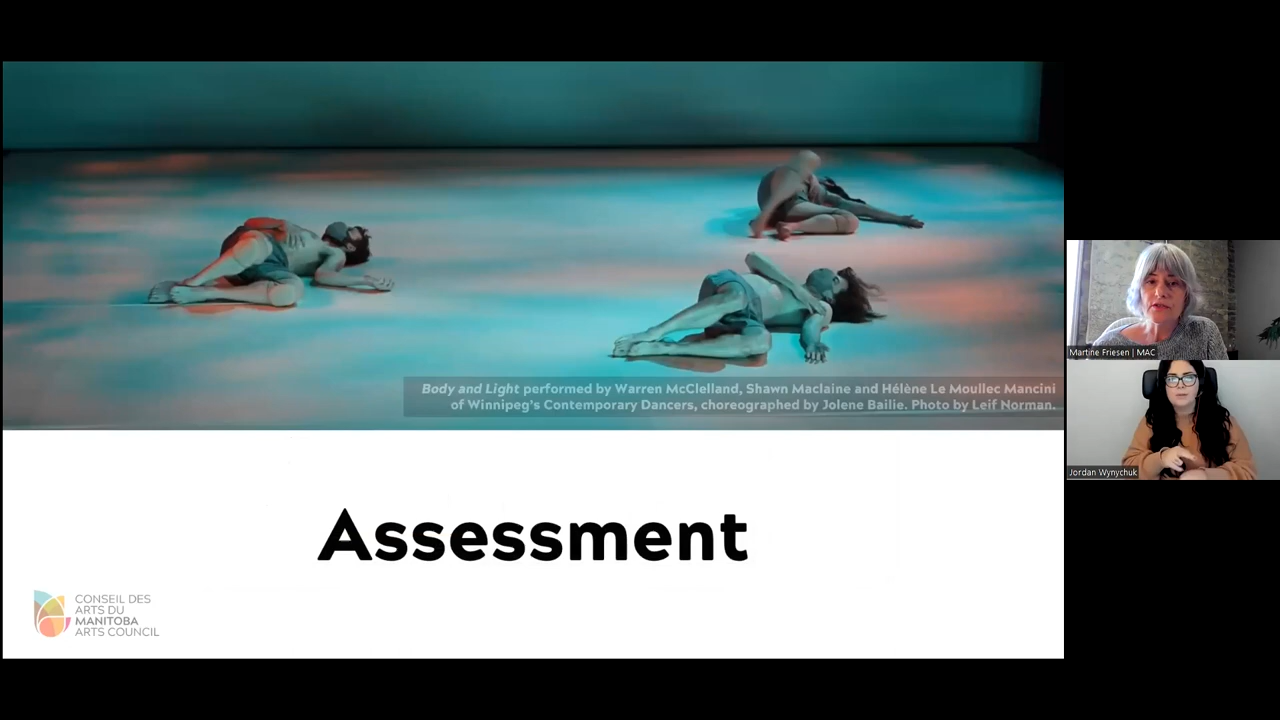 Body and Light performed by Warren McClelland, Shawn Maclaine and Hélène Le Moullec Mancini
of Winnipeg's Contemporary Dancers, choreographed by Jolene Bailie. Photo by Leif Norman.
Assessment
CONSEIL DES
ARTS DU
MANITOBA
ARTS COUNCIL
Martine Friesen | MAC
Jordan Wynychuk